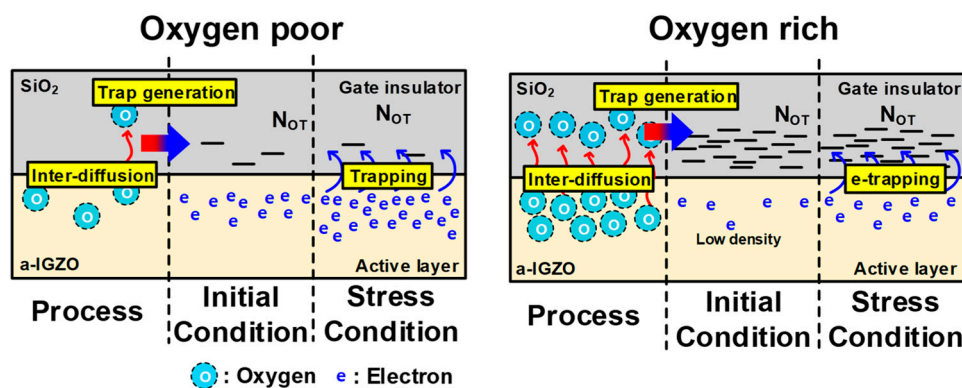 Oxygen poor
SiO2
Trap generation
Gate insulator
NOT
NOT
O
Inter-diffusion
Trapping
O
O
O
e e e e e e e e e e e
e e e e e e e e e e e e e e e e e e e e e e
a-IGZO
Active layer
Process
Initial
Condition
Stress
Condition
Oxygen rich
SiO2
Trap generation
Gate insulator
NOT
NOT
O O O O O
Inter-diffusion
e-trapping
O O O O O
O O O O
e e e e e
Low density
e e e e e e e e
a-IGZO
Active layer
Process
Initial
Condition
Stress
Condition
O : Oxygen
e : Electron